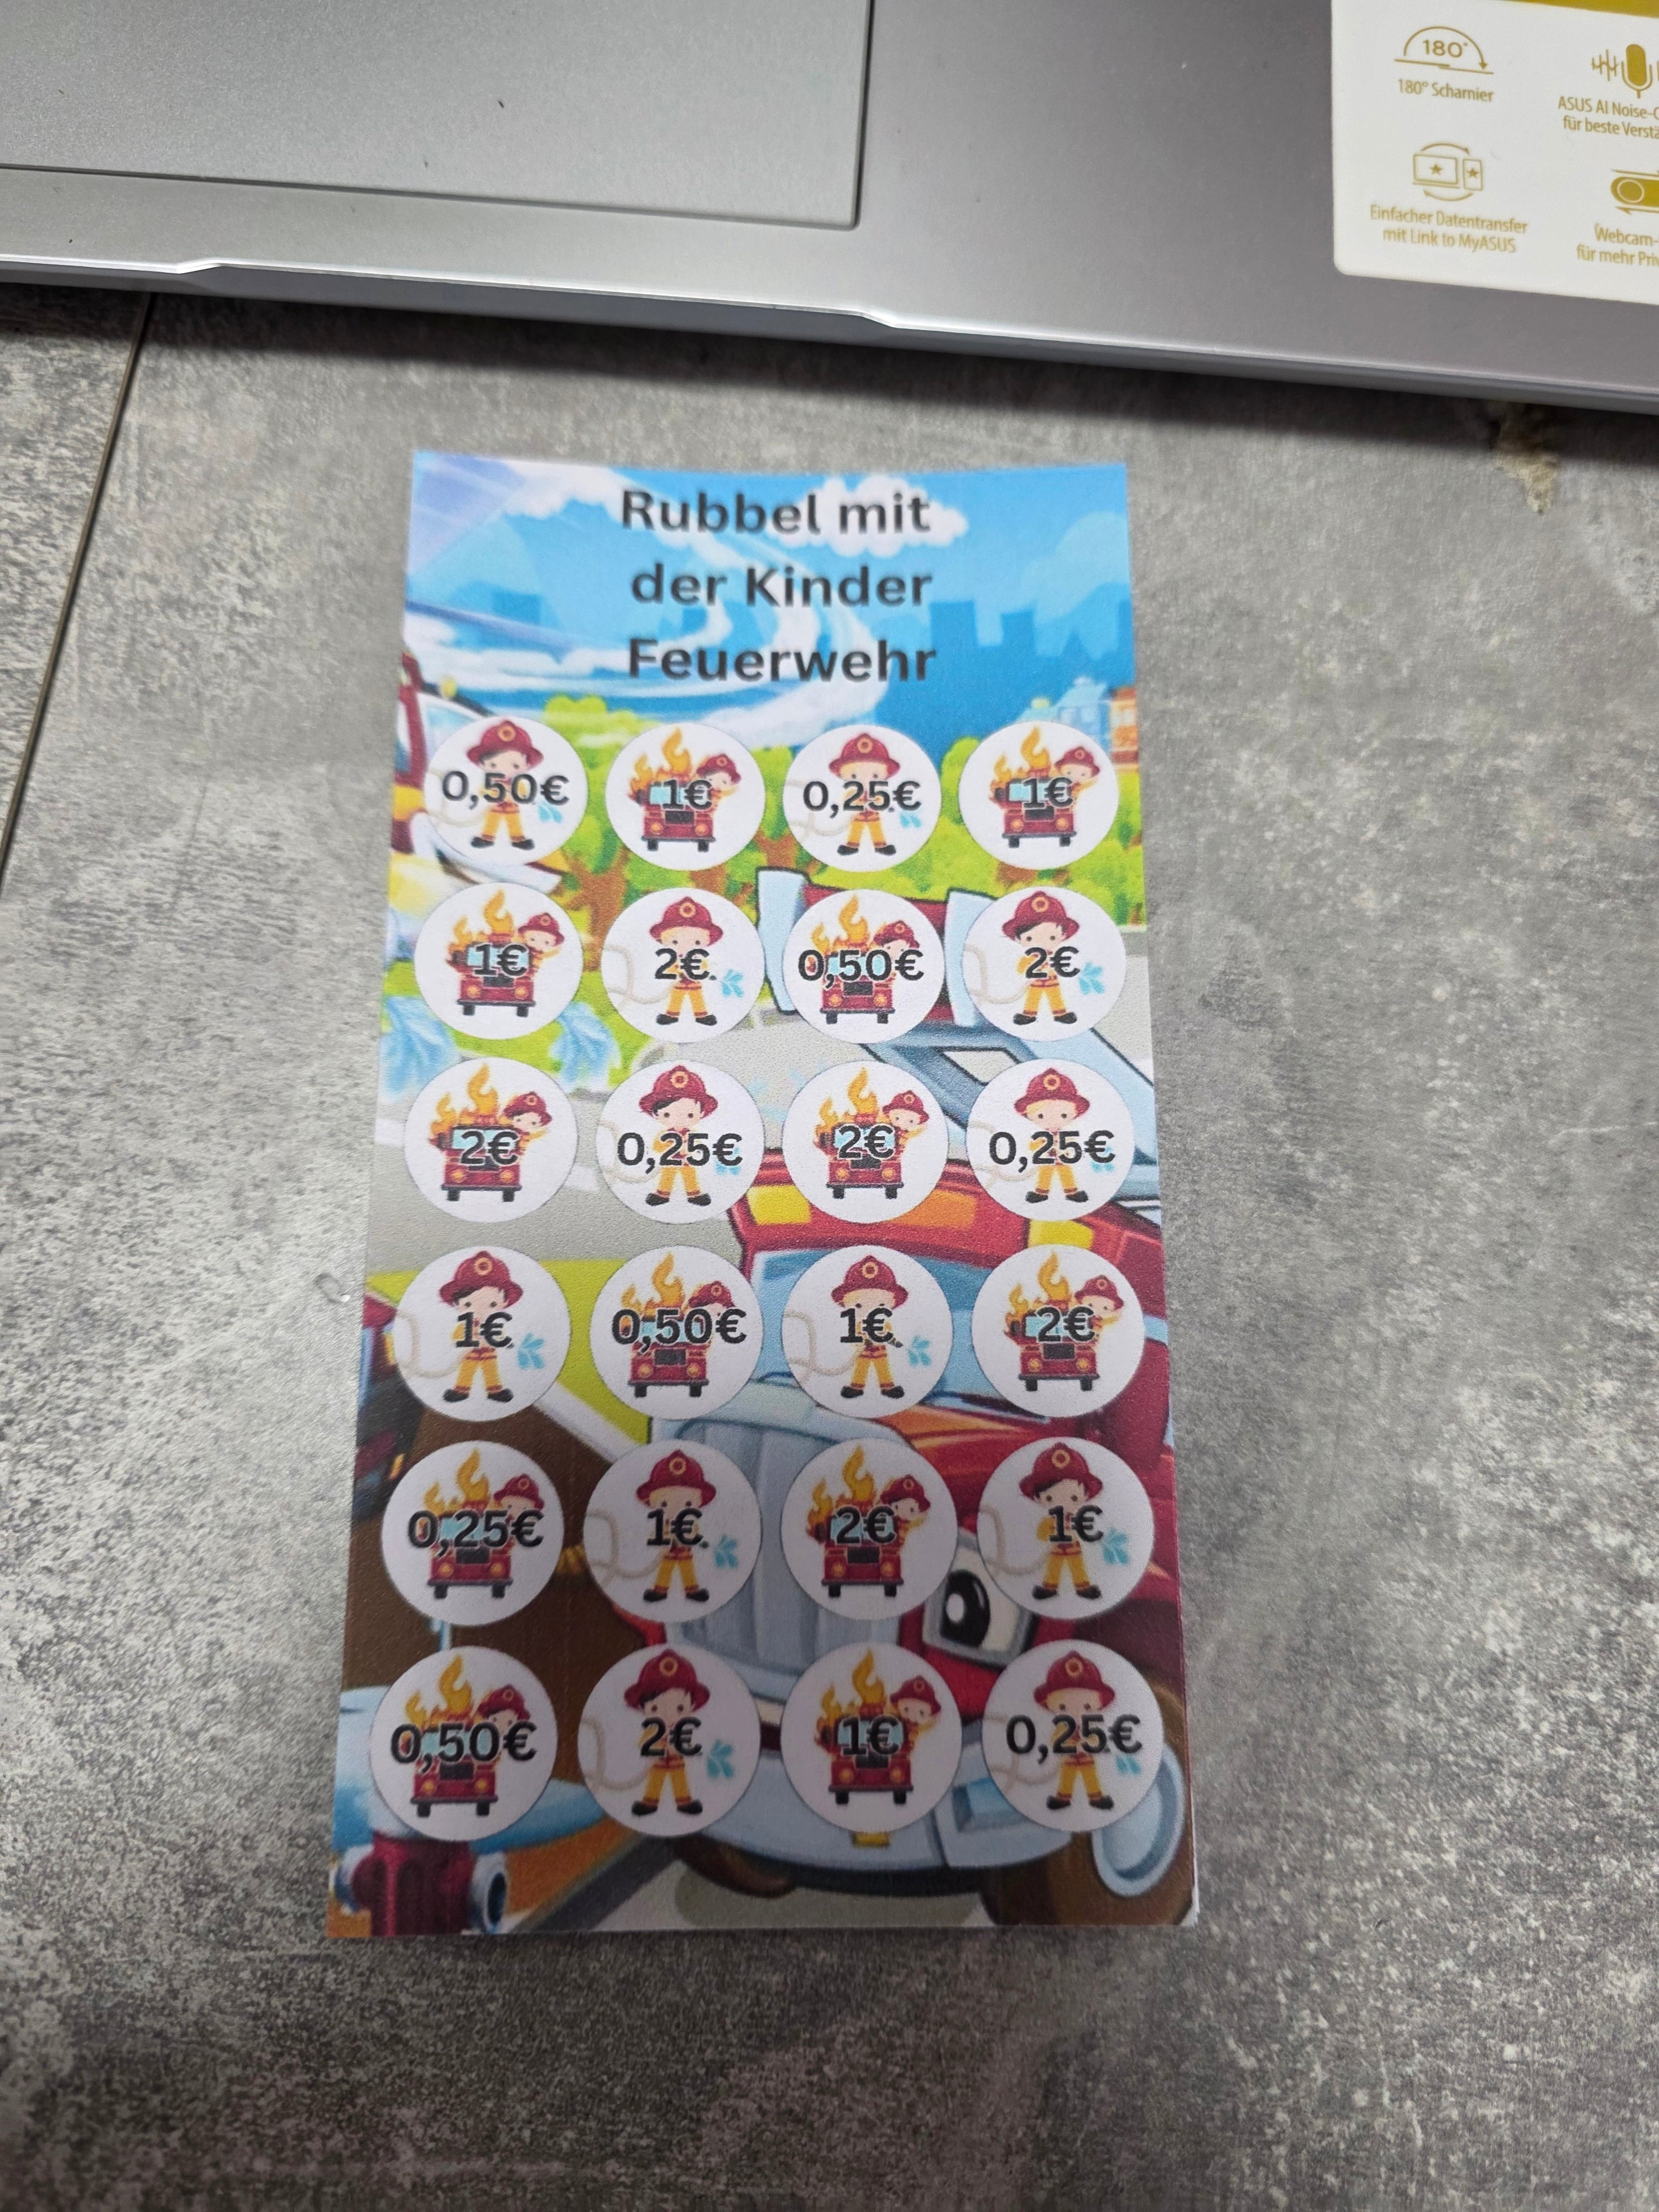 180°
180° Scharnier
ASUS AI Noise-
für beste Verstä
Einfacher Datentransfer
mit Link to MyASUS
Webcam-
für mehr Priv
Rubbel mit
der Kinder
Feuerwehr
0,50€ 1€ 0,25€ 1€
1€ 2€ 0,50€ 2€
2€ 0,25€ 2€ 0,25€
1€ 0,50€ 1€ 2€
0,25€ 1€ 2€ 1€
0,50€ 2€ 1€ 0,25€